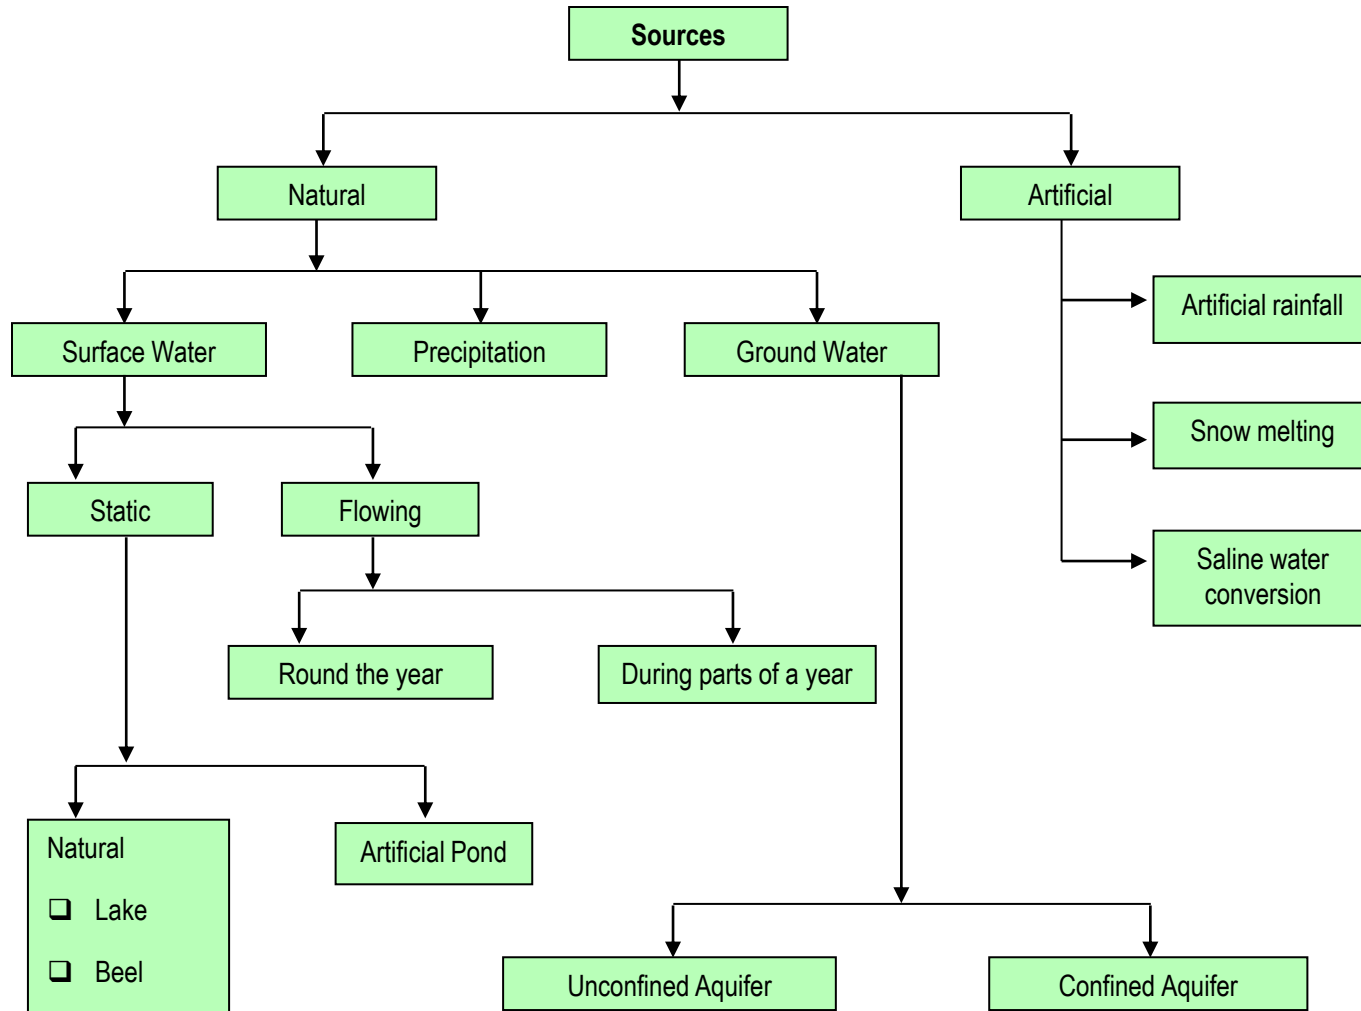 Sources
Natural
Artificial
Artificial rainfall
Surface Water
Precipitation
Ground Water
Snow melting
Static
Flowing
Saline water
conversion
Round the year
During parts of a year
Natural
Artificial Pond
❑ Lake
❑ Beel
Unconfined Aquifer
Confined Aquifer